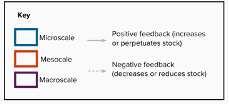 Key
Microscale
Positive feedback (increases
or perpetuates stock)
Mesocale
Negative feedback
(decreases or reduces stock)
Macroscale